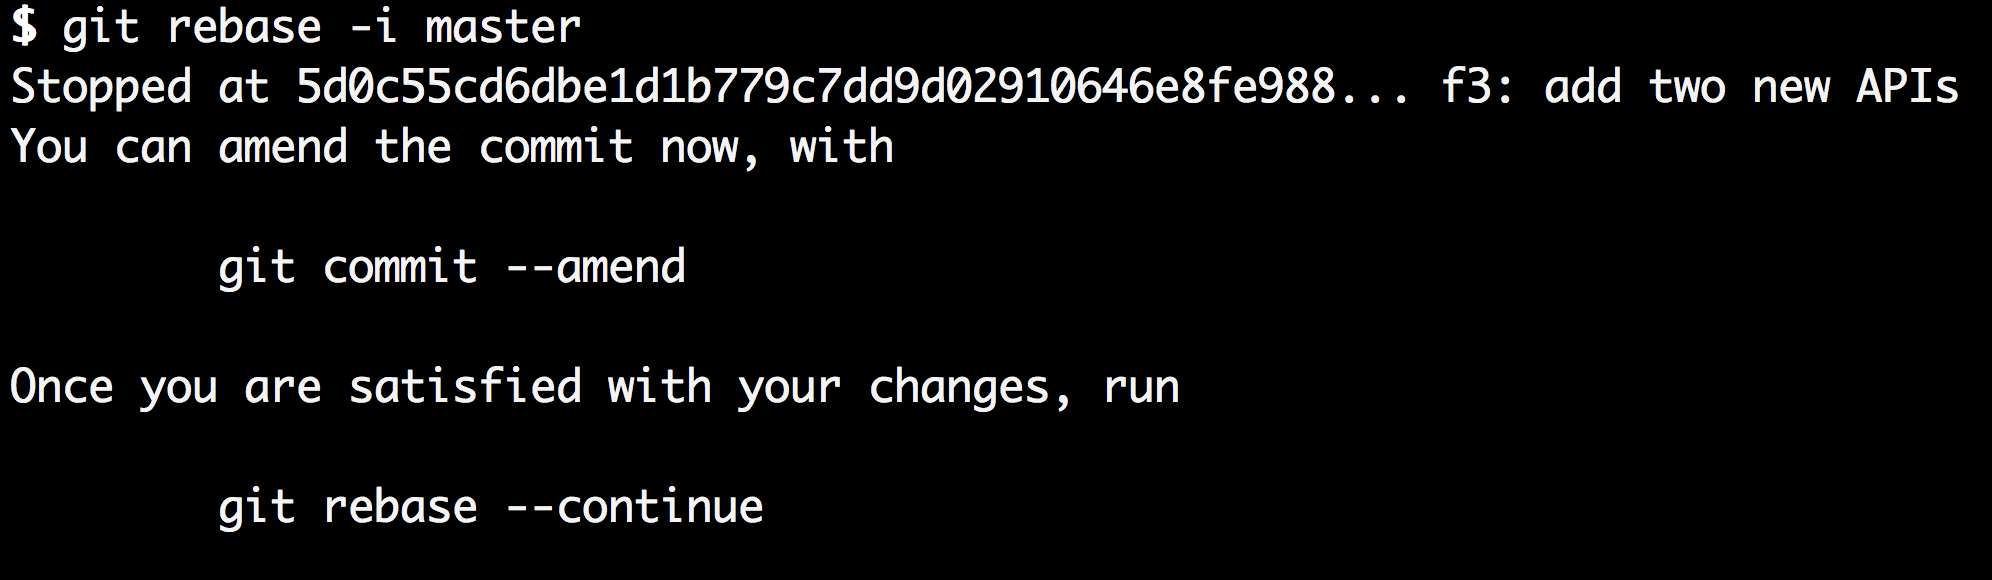 $ git rebase -i master
Stopped at 5d0c55cd6dbe1d1b779c7dd9d02910646e8fe988... f3: add two new APIs
You can amend the commit now, with
git commit --amend
Once you are satisfied with your changes, run
git rebase --continue